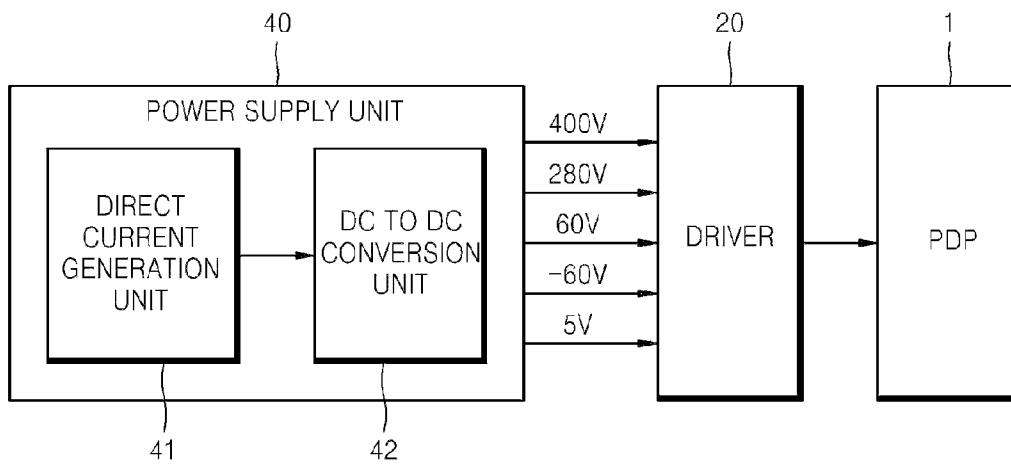 40
20
1
POWER SUPPLY UNIT
DIRECT
CURRENT
GENERATION
UNIT
DC TO DC
CONVERSION
UNIT
400V
280V
60V
-60V
5V
DRIVER
PDP
41
42